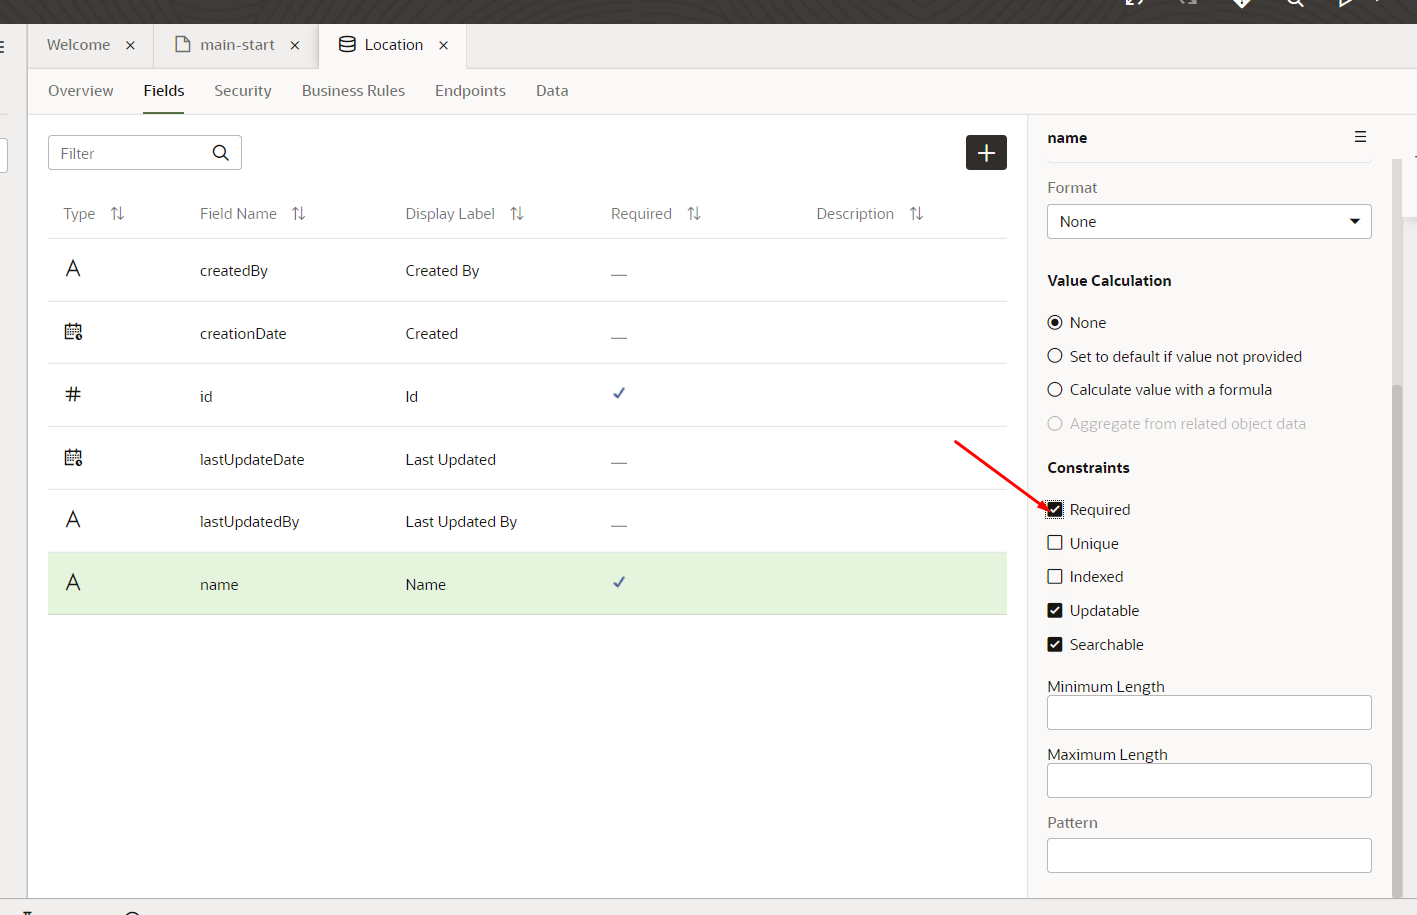 Welcome × main-start × Location ×
Overview Fields Security Business Rules Endpoints Data
Filter
Type Field Name Display Label Required Description
createdBy Created By —
creationDate Created —
# id Id ✓
lastUpdateDate Last Updated —
A lastUpdatedBy Last Updated By —
A name Name ✓
name
Format
None
Value Calculation
None
Set to default if value not provided
Calculate value with a formula
Aggregate from related object data
Constraints
Required
Unique
Indexed
Updatable
Searchable
Minimum Length
Maximum Length
Pattern